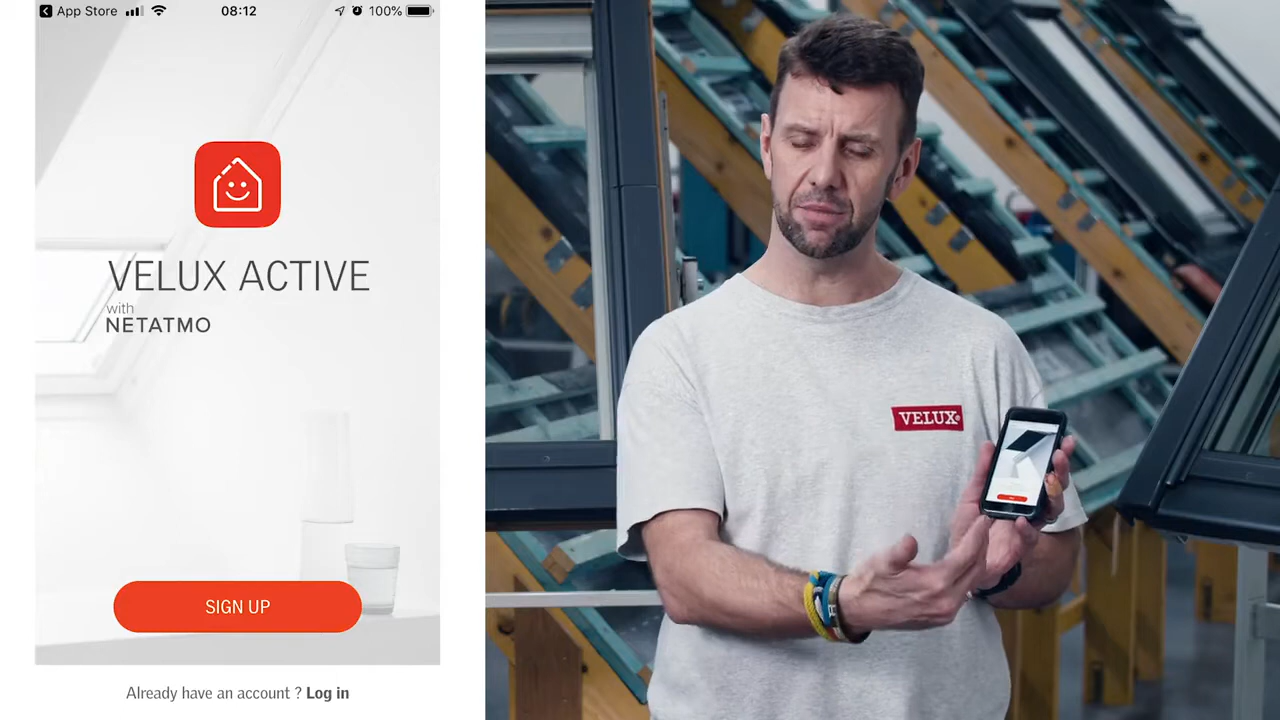 App Store
08:12
100%
VELUX ACTIVE
with
NETATMO
SIGN UP
Already have an account ? Log in
VELUX®